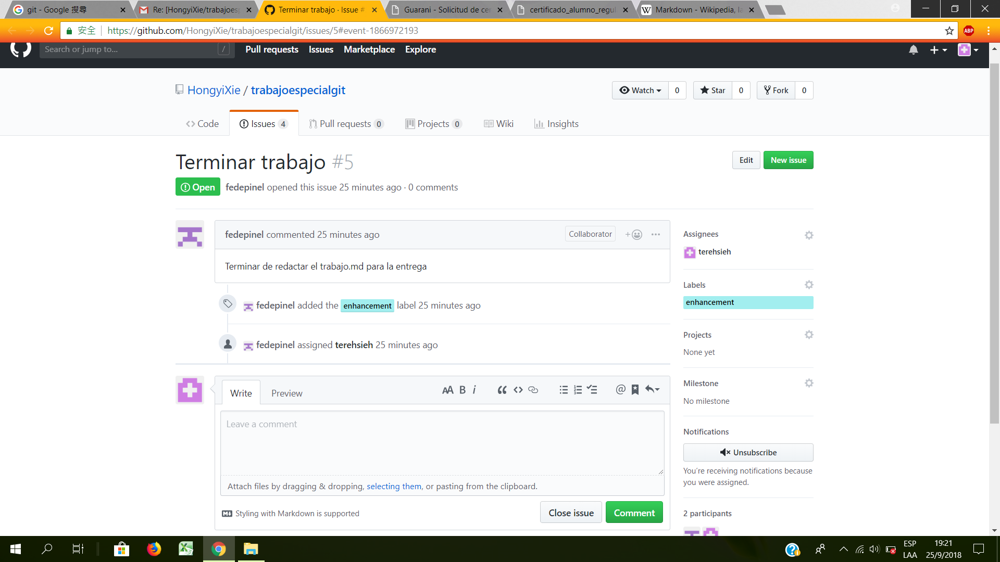 git - Google 搜尋
Re: [HongyiXie/trabajoesp
Terminar trabajo · Issue #
Guarani - Solicitud de cer
certificado_alumno_regul
Markdown - Wikipedia, la
安全
https://github.com/HongyiXie/trabajoespecialgit/issues/5#event-1866972193
ABP
Search or jump to...
/
Pull requests
Issues
Marketplace
Explore
HongyiXie / trabajoespecialgit
Watch 0
Star 0
Fork 0
Code
Issues 4
Pull requests 0
Projects 0
Wiki
Insights
Terminar trabajo #5
Edit
New issue
Open
fedepinel opened this issue 25 minutes ago · 0 comments
fedepinel commented 25 minutes ago
Collaborator
Terminar de redactar el trabajo.md para la entrega
fedepinel added the enhancement label 25 minutes ago
fedepinel assigned terehsieh 25 minutes ago
Write
Preview
AA B i
Leave a comment
Attach files by dragging & dropping, selecting them, or pasting from the clipboard.
Styling with Markdown is supported
Close issue
Comment
Assignees
terehsieh
Labels
enhancement
Projects
None yet
Milestone
No milestone
Notifications
Unsubscribe
You’re receiving notifications because
you were assigned.
2 participants
ESP
LAA
19:21
25/9/2018